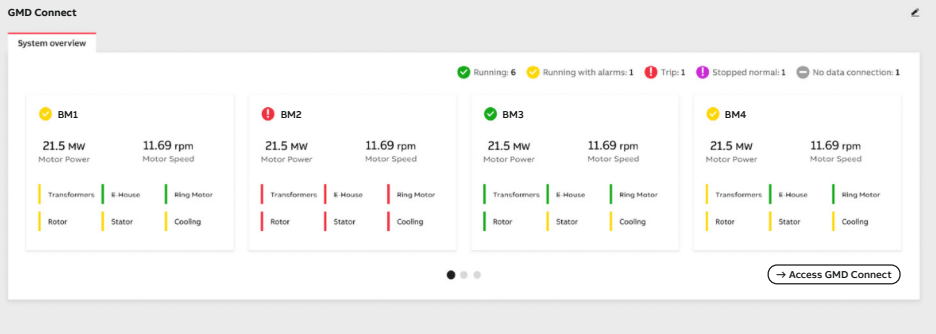 GMD Connect
System overview
Running: 6 Running with alarms: 1 Trip: 1 Stopped normal: 1 No data connection: 1
BM1
21.5 MW 11.69 rpm
Motor Power Motor Speed
Transformers E-House Ring Motor
Rotor Stator Cooling
BM2
21.5 MW 11.69 rpm
Motor Power Motor Speed
Transformers E-House Ring Motor
Rotor Stator Cooling
BM3
21.5 MW 11.69 rpm
Motor Power Motor Speed
Transformers E-House Ring Motor
Rotor Stator Cooling
BM4
21.5 MW 11.69 rpm
Motor Power Motor Speed
Transformers E-House Ring Motor
Rotor Stator Cooling
→ Access GMD Connect